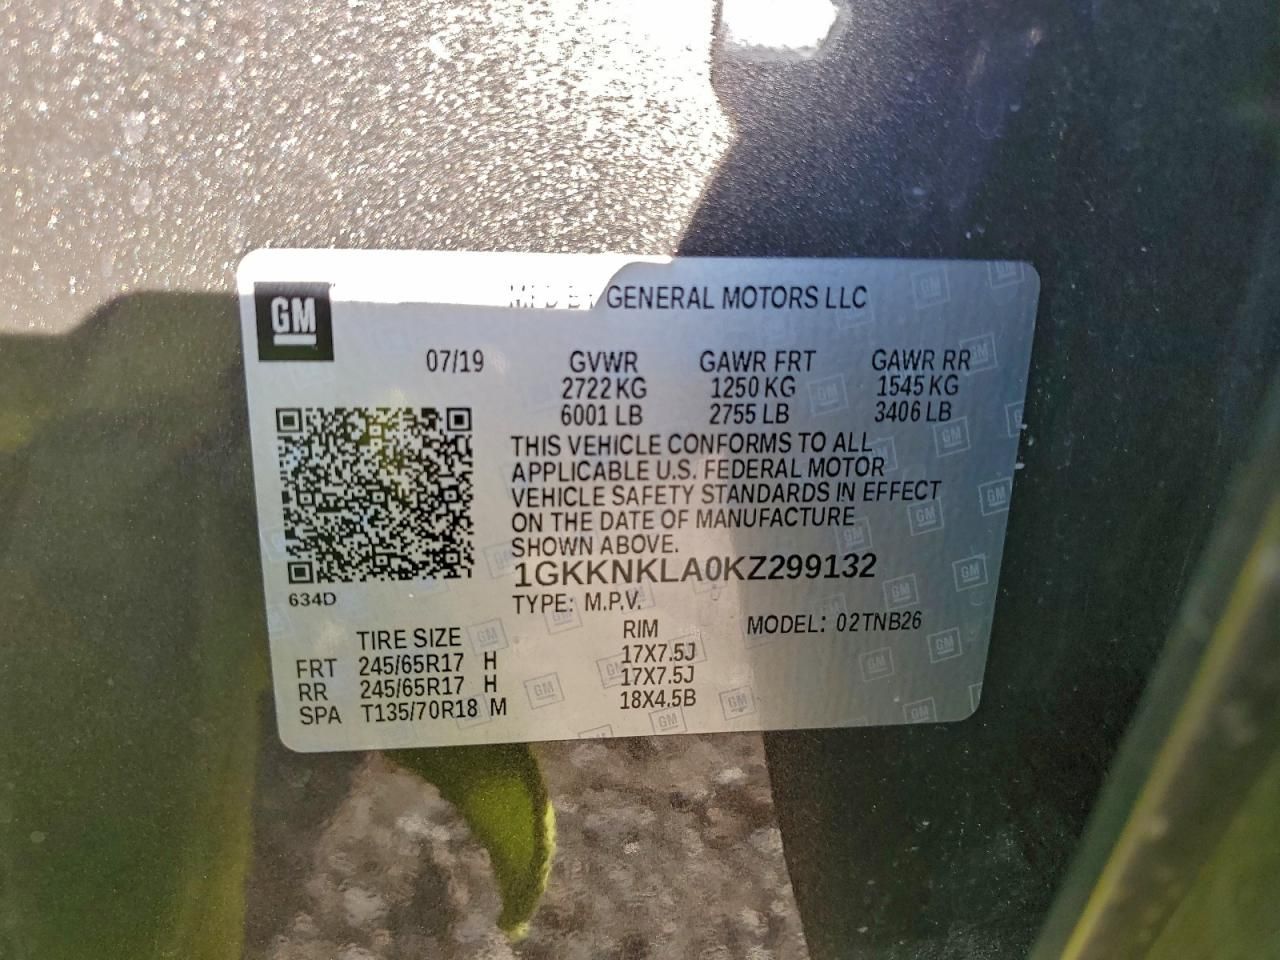 GM
MFD BY GENERAL MOTORS LLC
07/19 GVWR GAWR FRT GAWR RR
2722 KG 1250 KG 1545 KG
6001 LB 2755 LB 3406 LB
THIS VEHICLE CONFORMS TO ALL
APPLICABLE U.S. FEDERAL MOTOR
VEHICLE SAFETY STANDARDS IN EFFECT
ON THE DATE OF MANUFACTURE
SHOWN ABOVE.
1GKKNKLA0KZ299132
634D
TYPE: M.P.V.
TIRE SIZE RIM MODEL: 02TNB26
FRT 245/65R17 H 17X7.5J
RR 245/65R17 H 17X7.5J
SPA T135/70R18 M 18X4.5B